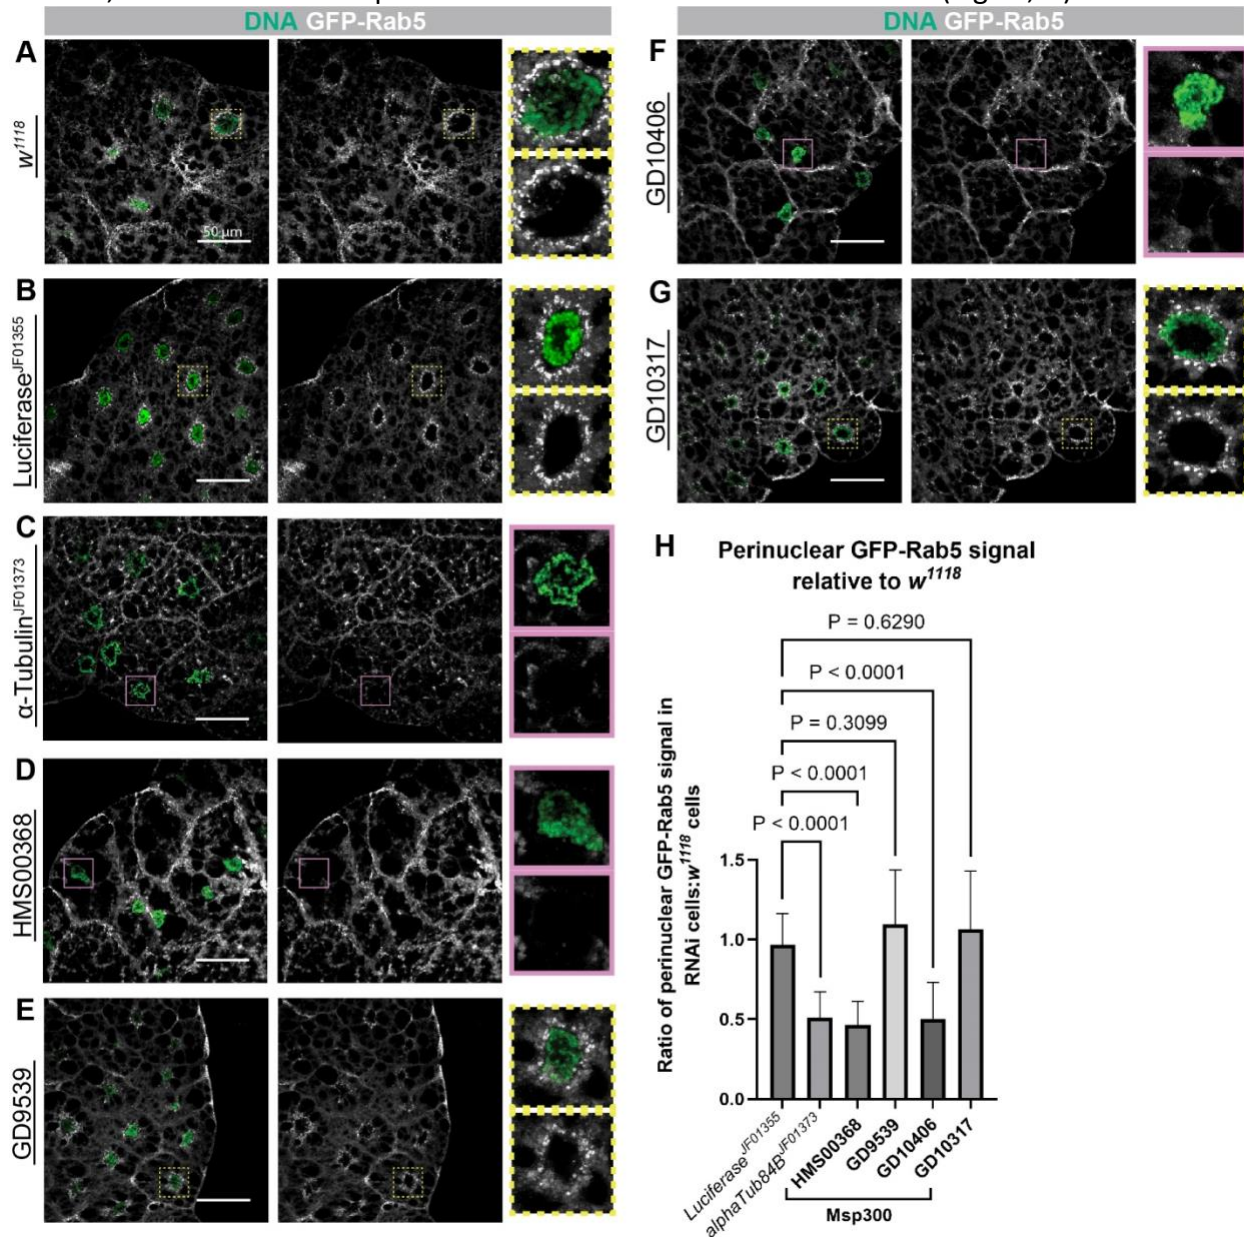 DNA GFP-Rab5
DNA GFP-Rab5
A
w1118
50 µm
B
LuciferaseJF01355
C
α-TubulinJF01373
D
HMS00368
E
GD9539
F
GD10406
G
GD10317
H
Perinuclear GFP-Rab5 signal
relative to w1118
P = 0.6290
P < 0.0001
P = 0.3099
P < 0.0001
P < 0.0001
Ratio of perinuclear GFP-Rab5 signal in
RNAi cells:w1118 cells
1.5
1.0
0.5
0.0
LuciferaseJF01355
alphaTub84BJF01373
HMS00368
GD9539
GD10406
GD10317
Msp300